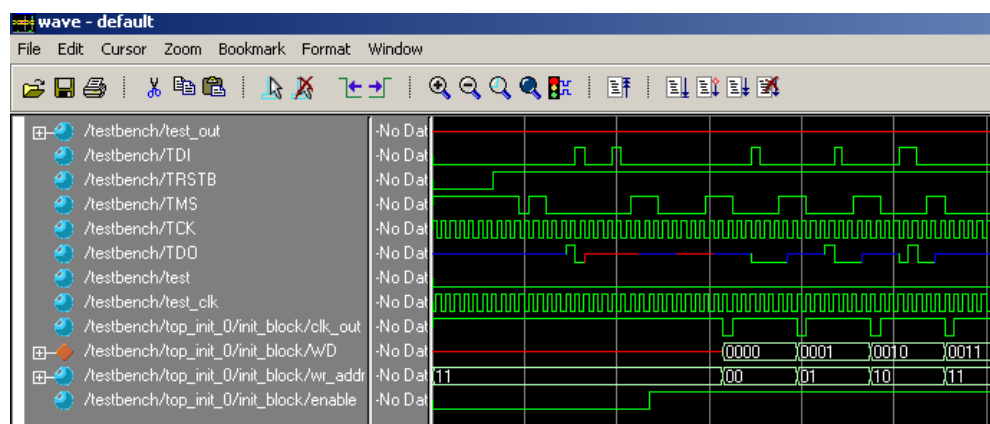 wave - default
File Edit Cursor Zoom Bookmark Format Window
/testbench/test_out -No Dat
/testbench/TDI -No Dat
/testbench/TRSTB -No Dat
/testbench/TMS -No Dat
/testbench/TCK -No Dat
/testbench/TDO -No Dat
/testbench/test -No Dat
/testbench/test_clk -No Dat
/testbench/top_init_0/init_block/clk_out -No Dat
/testbench/top_init_0/init_block/WD -No Dat 0000 0001 0010 0011
/testbench/top_init_0/init_block/wr_addr -No Dat 11 00 01 10 11
/testbench/top_init_0/init_block/enable -No Dat